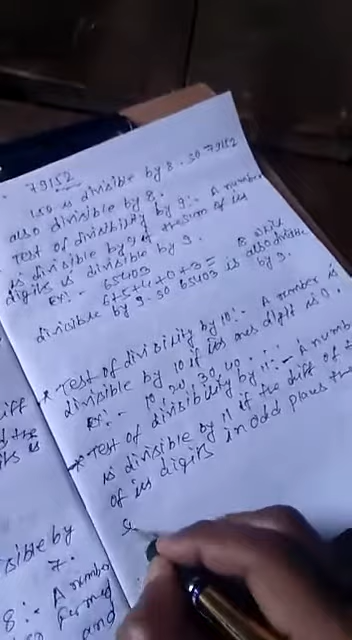 79152
152 is divisible by 8. so 79152
also divisible by 8.
Test of divisibility by 9:- A number
is divisible by 9 if the sum of its
digits is divisible by 9.
Ex:- 65403
6+5+4+0+3=
divisible by 9. so 65403 is also divisible
by 9.
* Test of divisibility by 10:- A number is
divisible by 10 if its ones digit is 0.
Ex:- 10, 20, 30, 40
* Test of divisibility by 11:- A number
is divisible by 11 if the diff of
of its digits in odd places
diff
d the
is
isible by
7.
8:- A number
formed
and